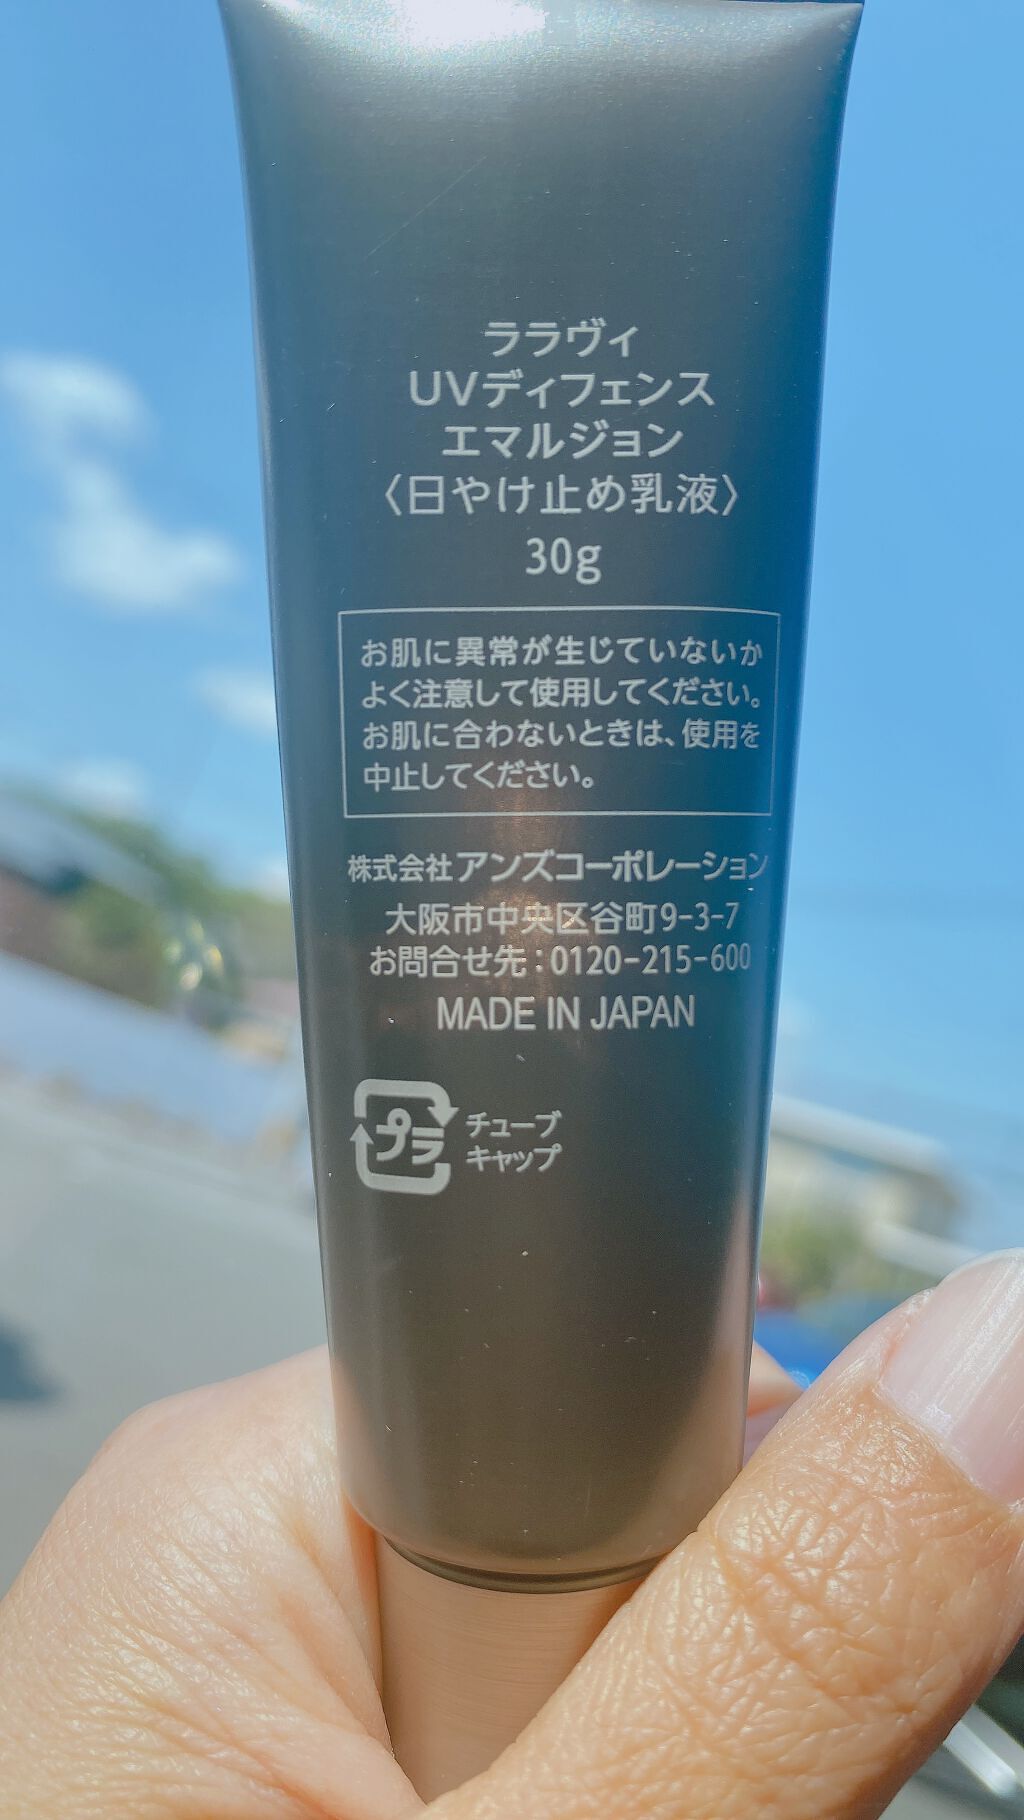 ララヴィ
UVディフェンス
エマルジョン
〈日やけ止め乳液〉
30g
お肌に異常が生じていないか
よく注意して使用してください。
お肌に合わないときは、使用を
中止してください。
株式会社アンズコーポレーション
大阪市中央区谷町9-3-7
お問合せ先：0120-215-600
MADE IN JAPAN
プラ
チューブ
キャップ